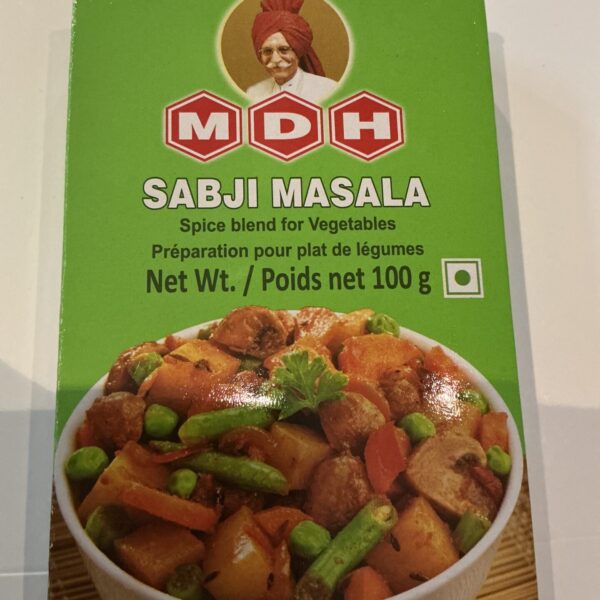 MDH
SABJI MASALA
Spice blend for Vegetables
Préparation pour plat de légumes
Net Wt. / Poids net 100 g